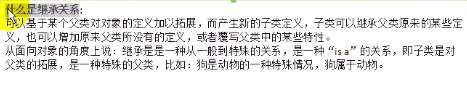 什么是继承关系:
可以基于某个父类对对象的定义加以拓展，而产生新的子类定义，子类可以继承父类原来的某些定
义，也可以增加原来父类所没有的定义，或者覆写父类中的某些特性。
从面向对象的角度上说：继承是是一种从一般到特殊的关系，是一种“is a”的关系，即子类是对
父类的拓展，是一种特殊的父类，比如：狗是动物的一种特殊情况，狗属于动物。